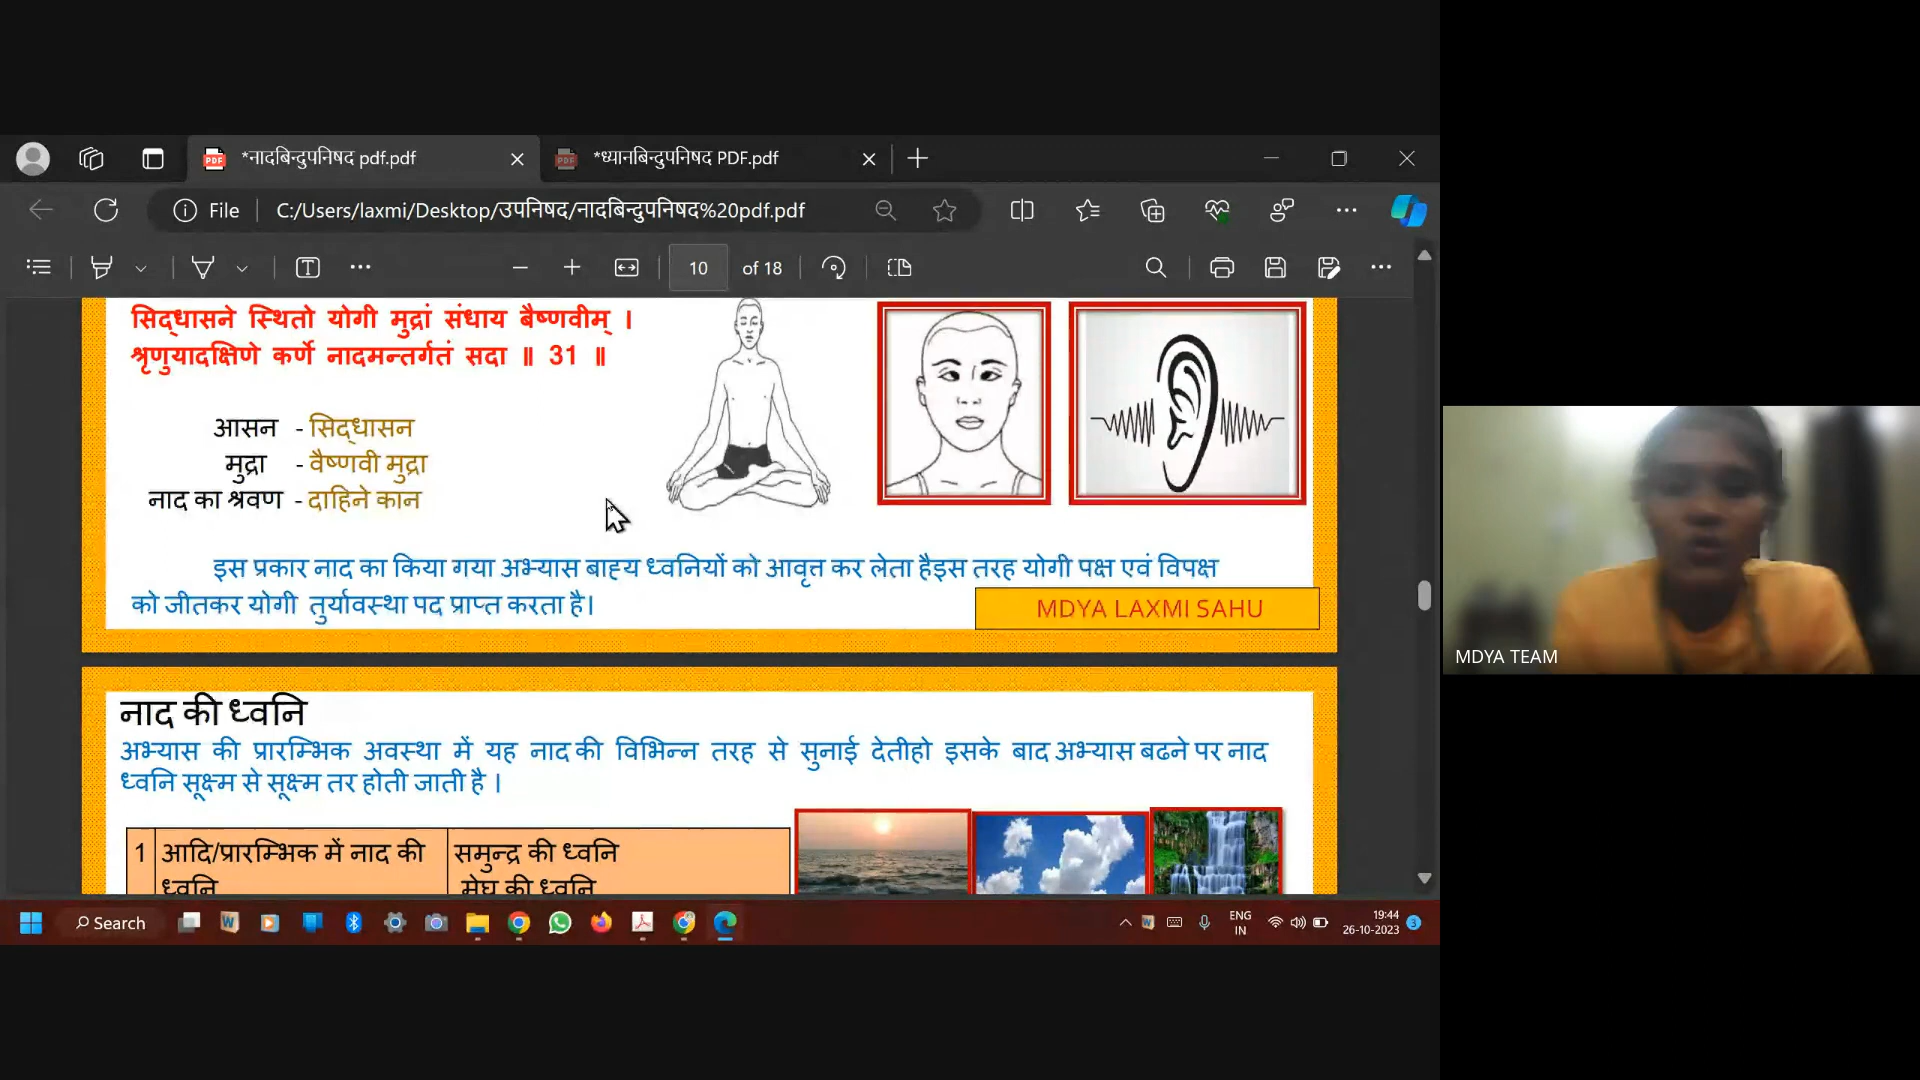 *नादबिन्दुपनिषद pdf.pdf
*ध्यानबिन्दुपनिषद PDF.pdf
File
C:/Users/laxmi/Desktop/उपनिषद/नादबिन्दुपनिषद%20pdf.pdf
10 of 18
सिद्धासने स्थितो योगी मुद्रां संधाय बैष्णवीम् ।
श्रृणुयादक्षिणे कर्णे नादमन्तर्गतं सदा ॥ 31 ॥
आसन - सिद्धासन
मुद्रा - वैष्णवी मुद्रा
नाद का श्रवण - दाहिने कान
इस प्रकार नाद का किया गया अभ्यास बाह्य ध्वनियों को आवृत्त कर लेता हैइस तरह योगी पक्ष एवं विपक्ष
को जीतकर योगी तुर्यावस्था पद प्राप्त करता है।
MDYA LAXMI SAHU
MDYA TEAM
नाद की ध्वनि
अभ्यास की प्रारम्भिक अवस्था में यह नाद की विभिन्न तरह से सुनाई देतीहो इसके बाद अभ्यास बढने पर नाद
ध्वनि सूक्ष्म से सूक्ष्म तर होती जाती है ।
1 आदि/प्रारम्भिक में नाद की समुन्द्र की ध्वनि
ध्वनि मेघ की ध्वनि
Search
ENG
IN
19:44
26-10-2023
3